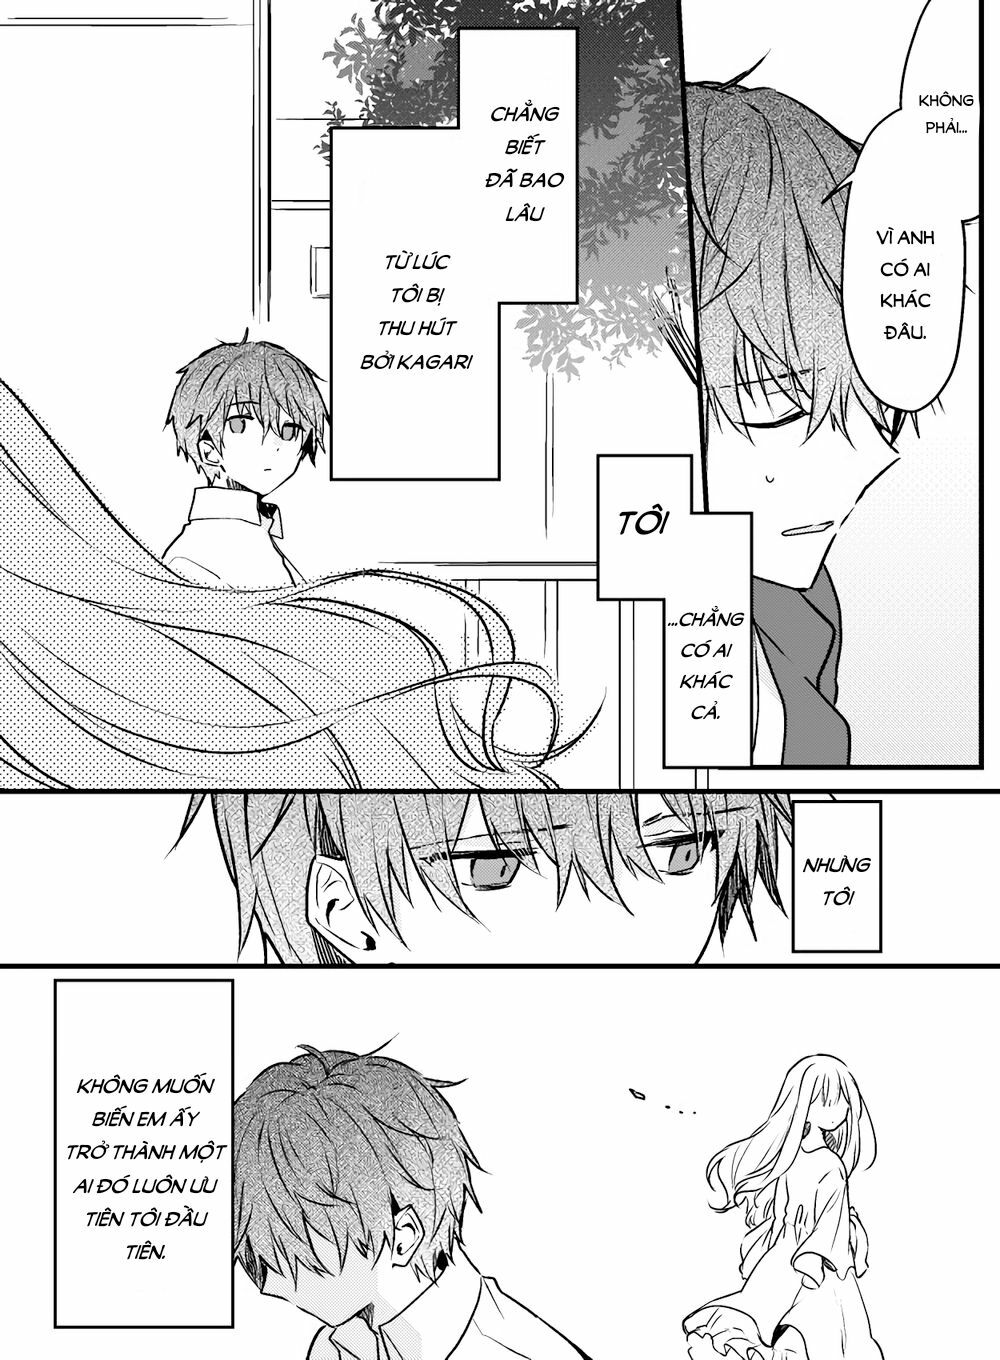 KHÔNG
PHẢI...
VÌ ANH
CÓ AI
KHÁC
ĐÂU.
CHẲNG
BIẾT
ĐÃ BAO
LÂU
TỪ LÚC
TÔI BỊ
THU HÚT
BỞI KAGARI
TÔI
...CHẲNG
CÓ AI
KHÁC
CẢ.
NHƯNG
TÔI
KHÔNG MUỐN
BIẾN EM ẤY
TRỞ THÀNH MỘT
AI ĐÓ LUÔN ƯU
TIÊN TÔI ĐẦU
TIÊN.